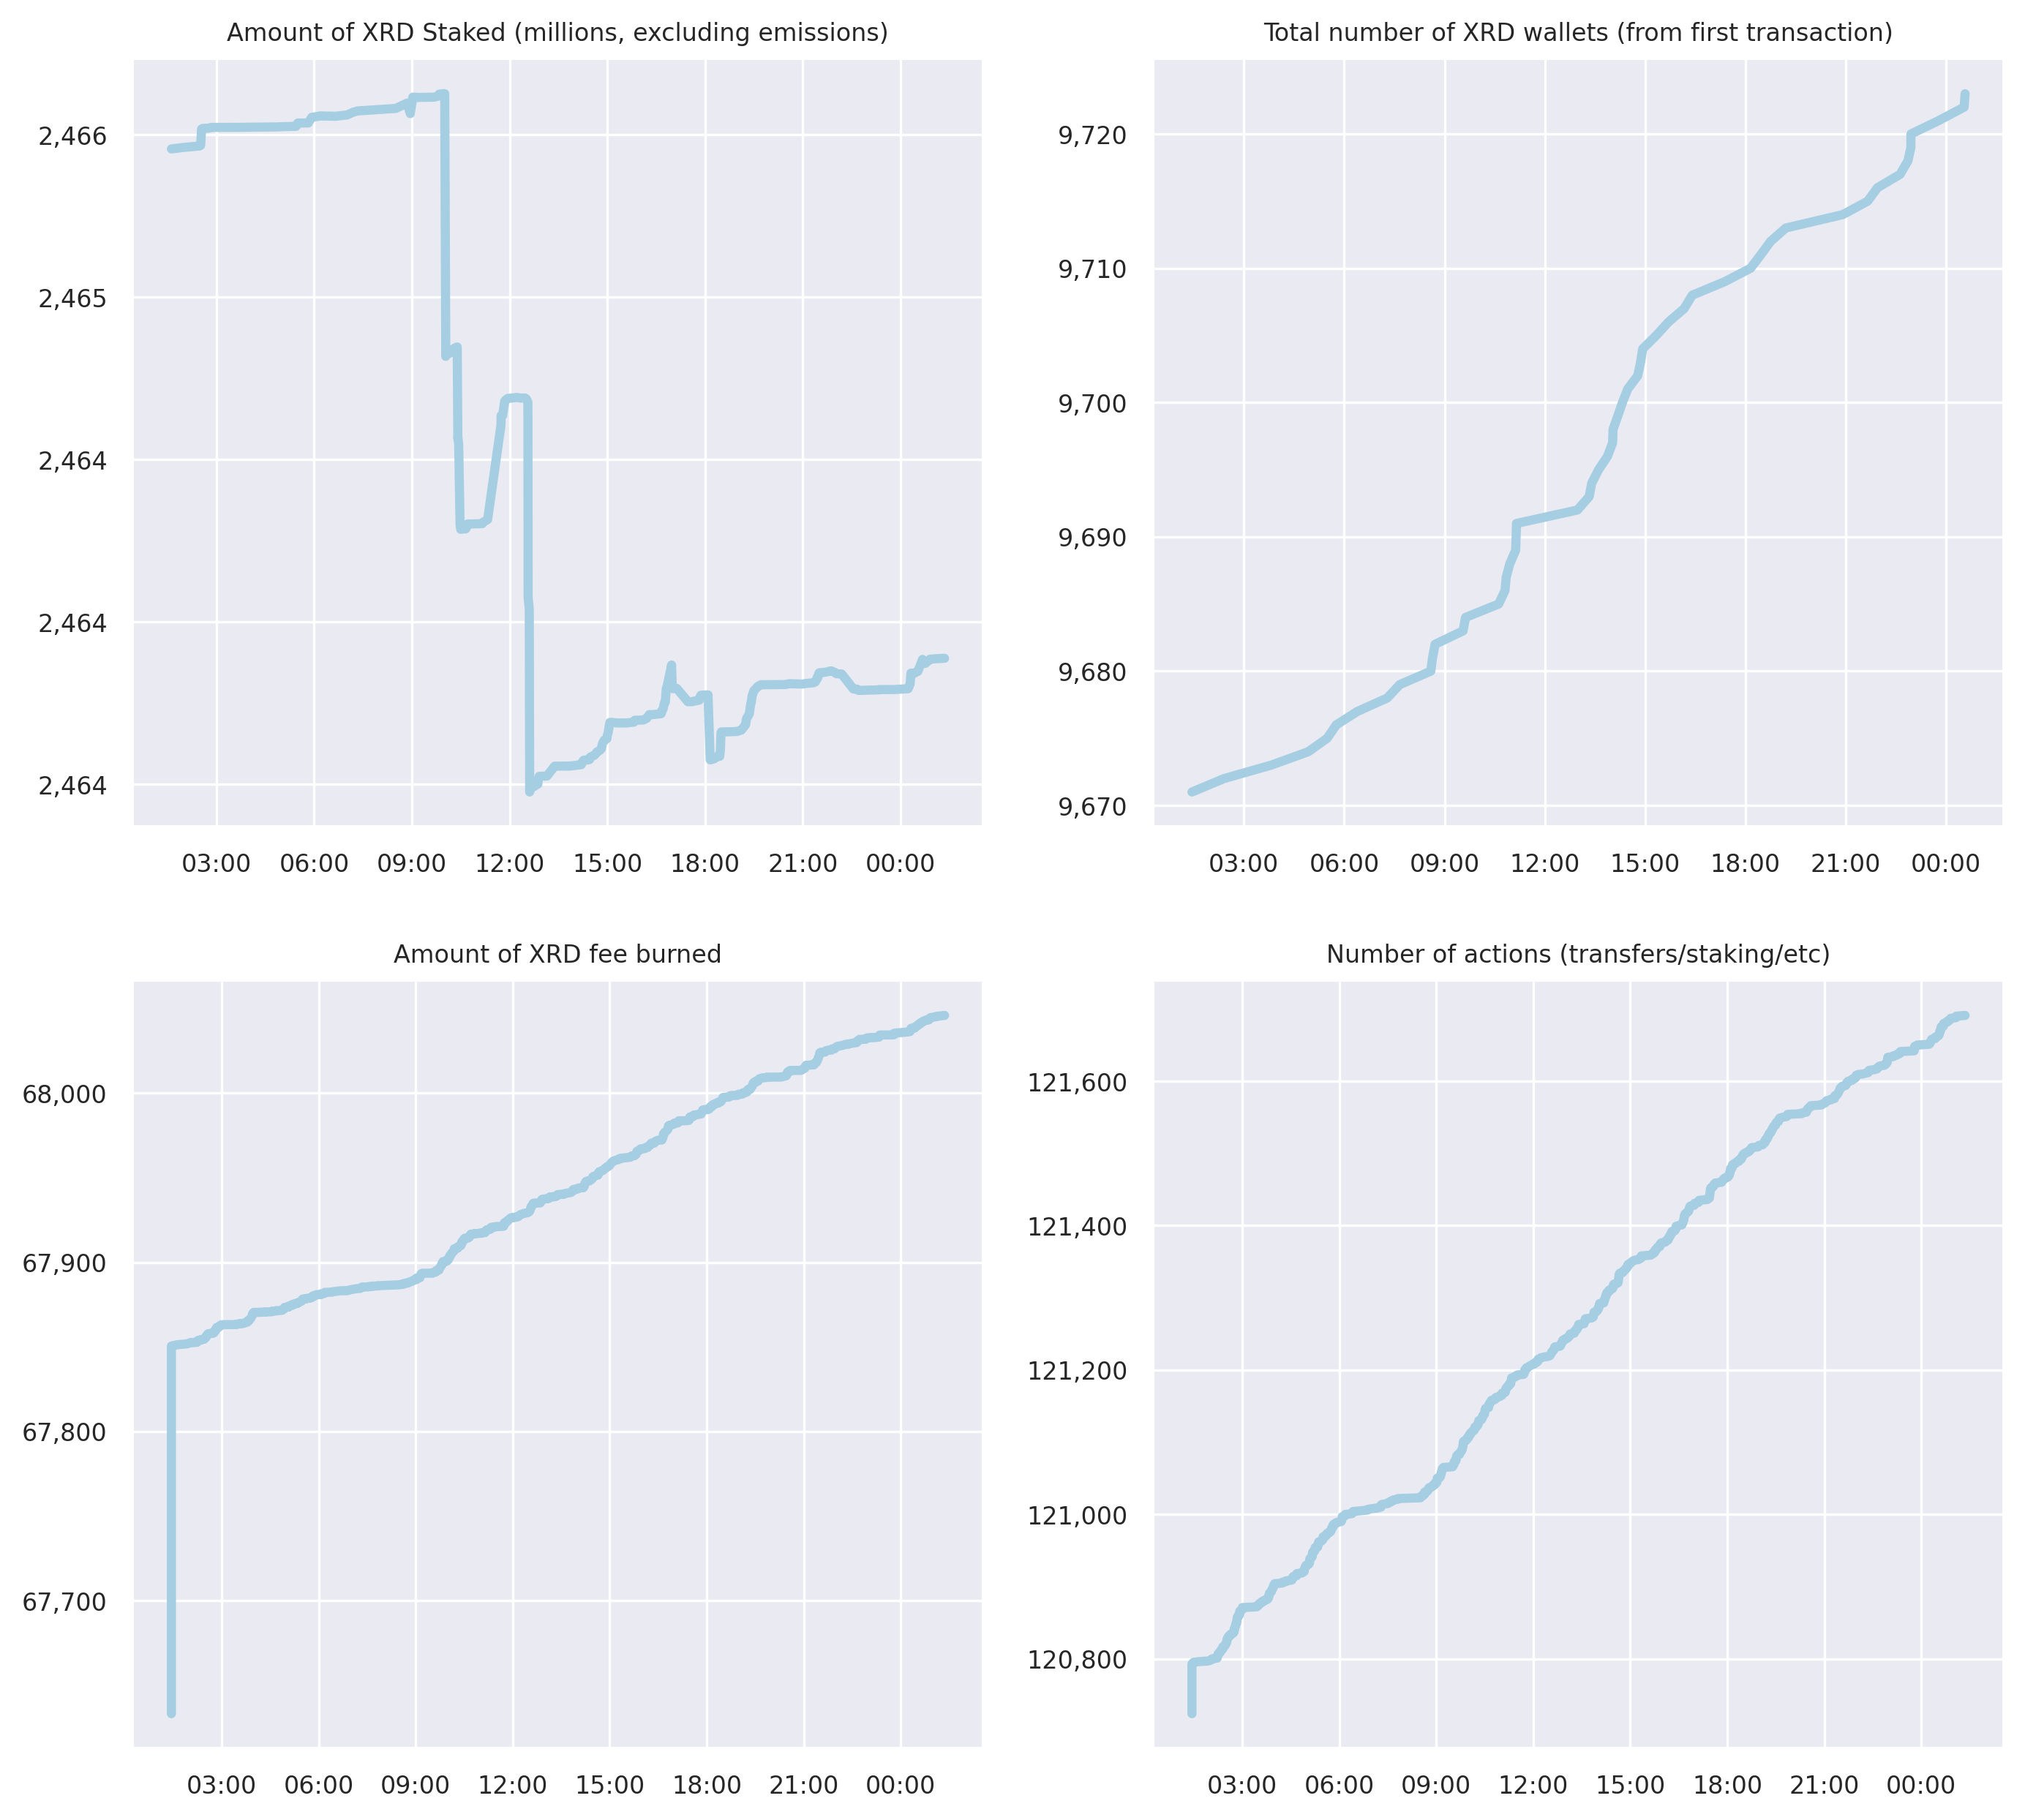 Amount of XRD Staked (millions, excluding emissions)
2,466
2,465
2,464
2,464
2,464
03:00 06:00 09:00 12:00 15:00 18:00 21:00 00:00
Total number of XRD wallets (from first transaction)
9,720
9,710
9,700
9,690
9,680
9,670
03:00 06:00 09:00 12:00 15:00 18:00 21:00 00:00
Amount of XRD fee burned
68,000
67,900
67,800
67,700
03:00 06:00 09:00 12:00 15:00 18:00 21:00 00:00
Number of actions (transfers/staking/etc)
121,600
121,400
121,200
121,000
120,800
03:00 06:00 09:00 12:00 15:00 18:00 21:00 00:00